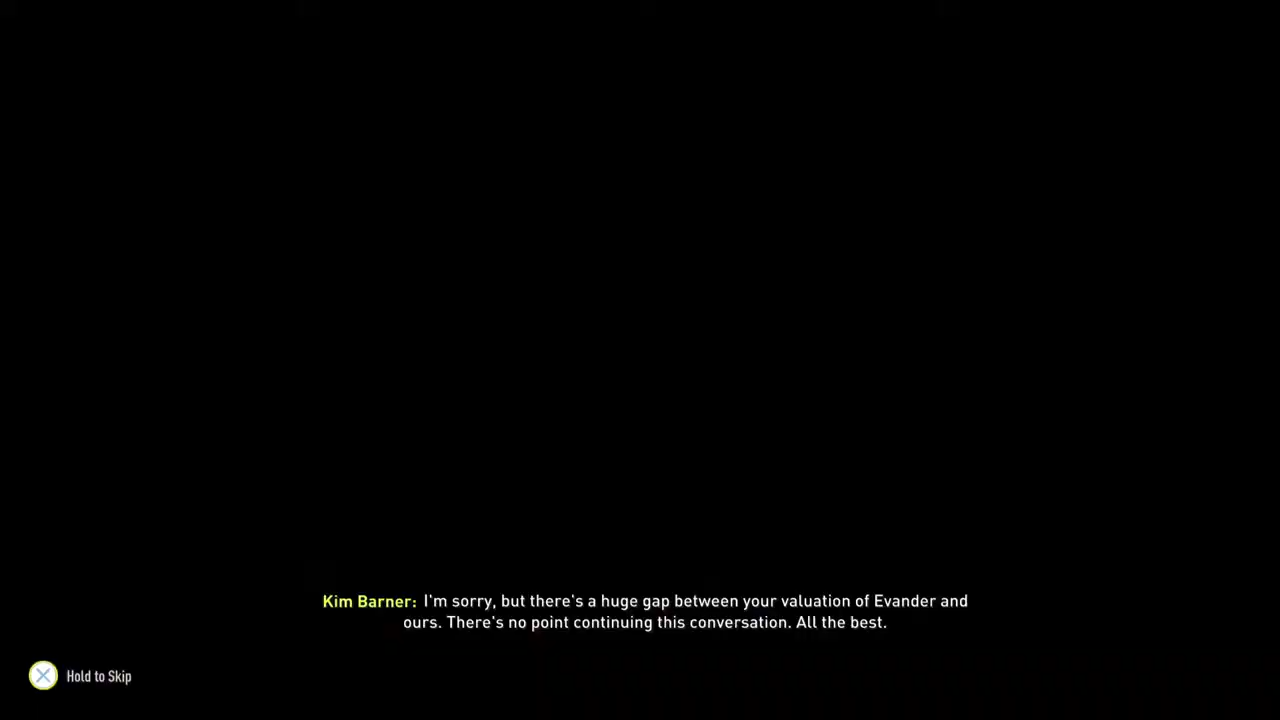 Kim Barner: I'm sorry, but there's a huge gap between your valuation of Evander and
ours. There's no point continuing this conversation. All the best.
Hold to Skip